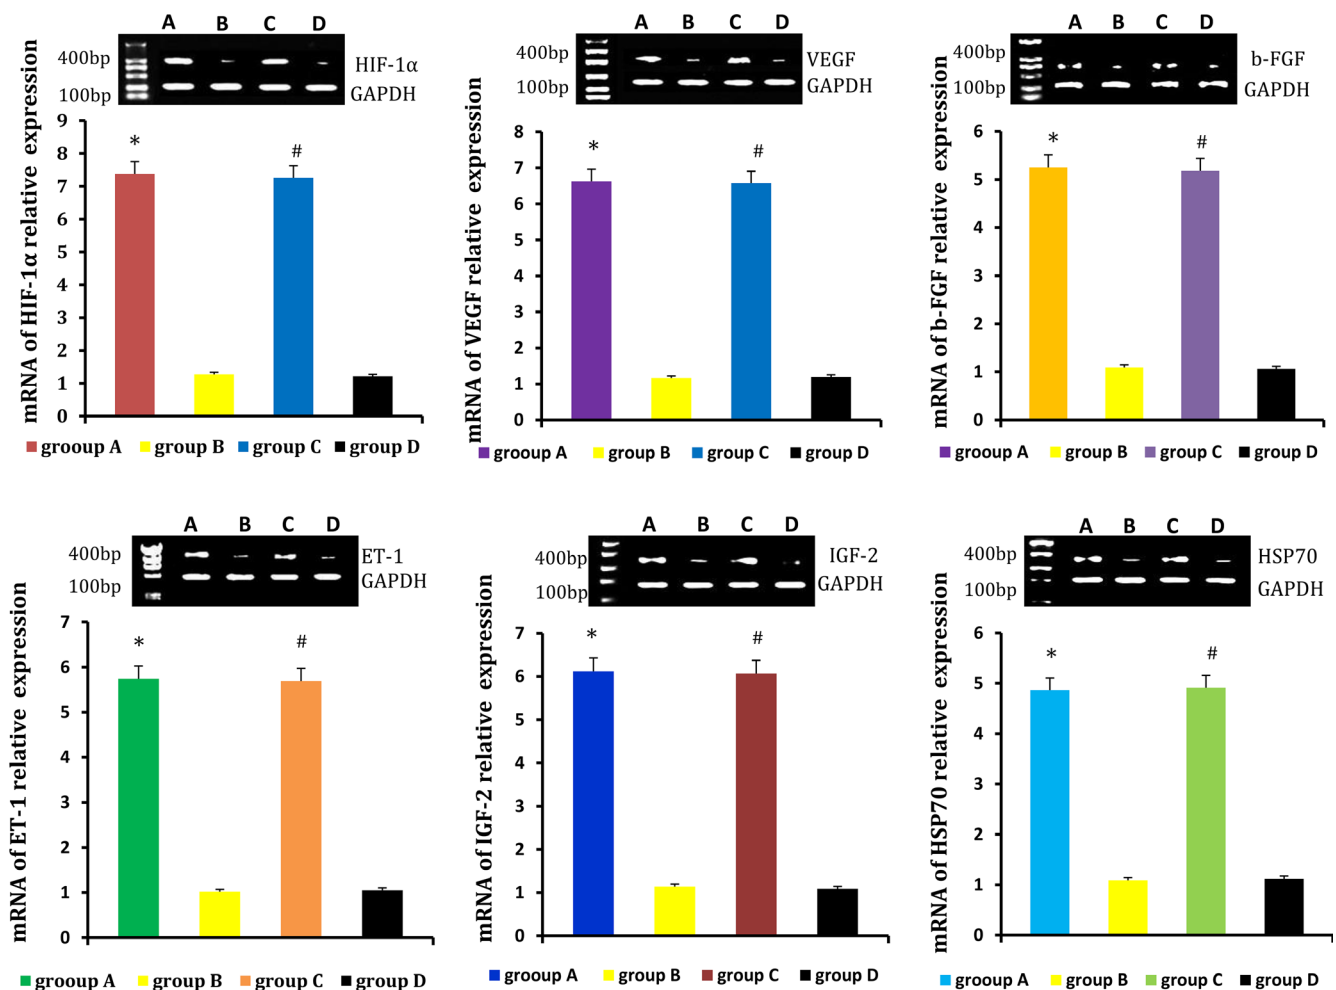 A B C D
400bp
HIF-1α
100bp
GAPDH
mRNA of HIF-1α relative expression
9
8
7
6
5
4
3
2
1
0
*
#
grooup A group B group C group D
A B C D
400bp
VEGF
100bp
GAPDH
mRNA of VEGF relative expression
8
7
6
5
4
3
2
1
0
*
#
grooup A group B group C group D
A B C D
400bp
b-FGF
100bp
GAPDH
mRNA of b-FGF relative expression
6
5
4
3
2
1
0
*
#
grooup A group B group C group D
A B C D
400bp
ET-1
100bp
GAPDH
mRNA of ET-1 relative expression
7
6
5
4
3
2
1
0
*
#
grooup A group B group C group D
A B C D
400bp
IGF-2
100bp
GAPDH
mRNA of IGF-2 relative expression
7
6
5
4
3
2
1
0
*
#
grooup A group B group C group D
A B C D
400bp
HSP70
100bp
GAPDH
mRNA of HSP70 relative expression
6
5
4
3
2
1
0
*
#
grooup A group B group C group D